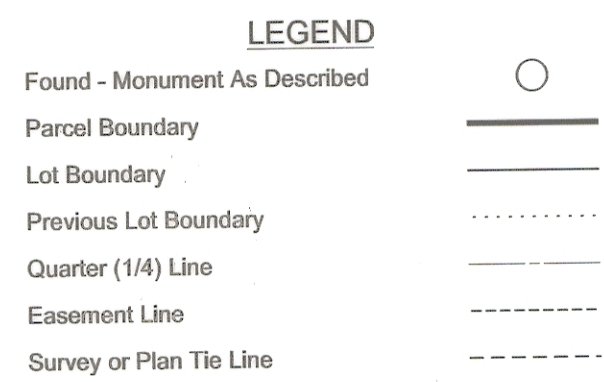 LEGEND
Found - Monument As Described
Parcel Boundary
Lot Boundary
Previous Lot Boundary
Quarter (1/4) Line
Easement Line
Survey or Plan Tie Line